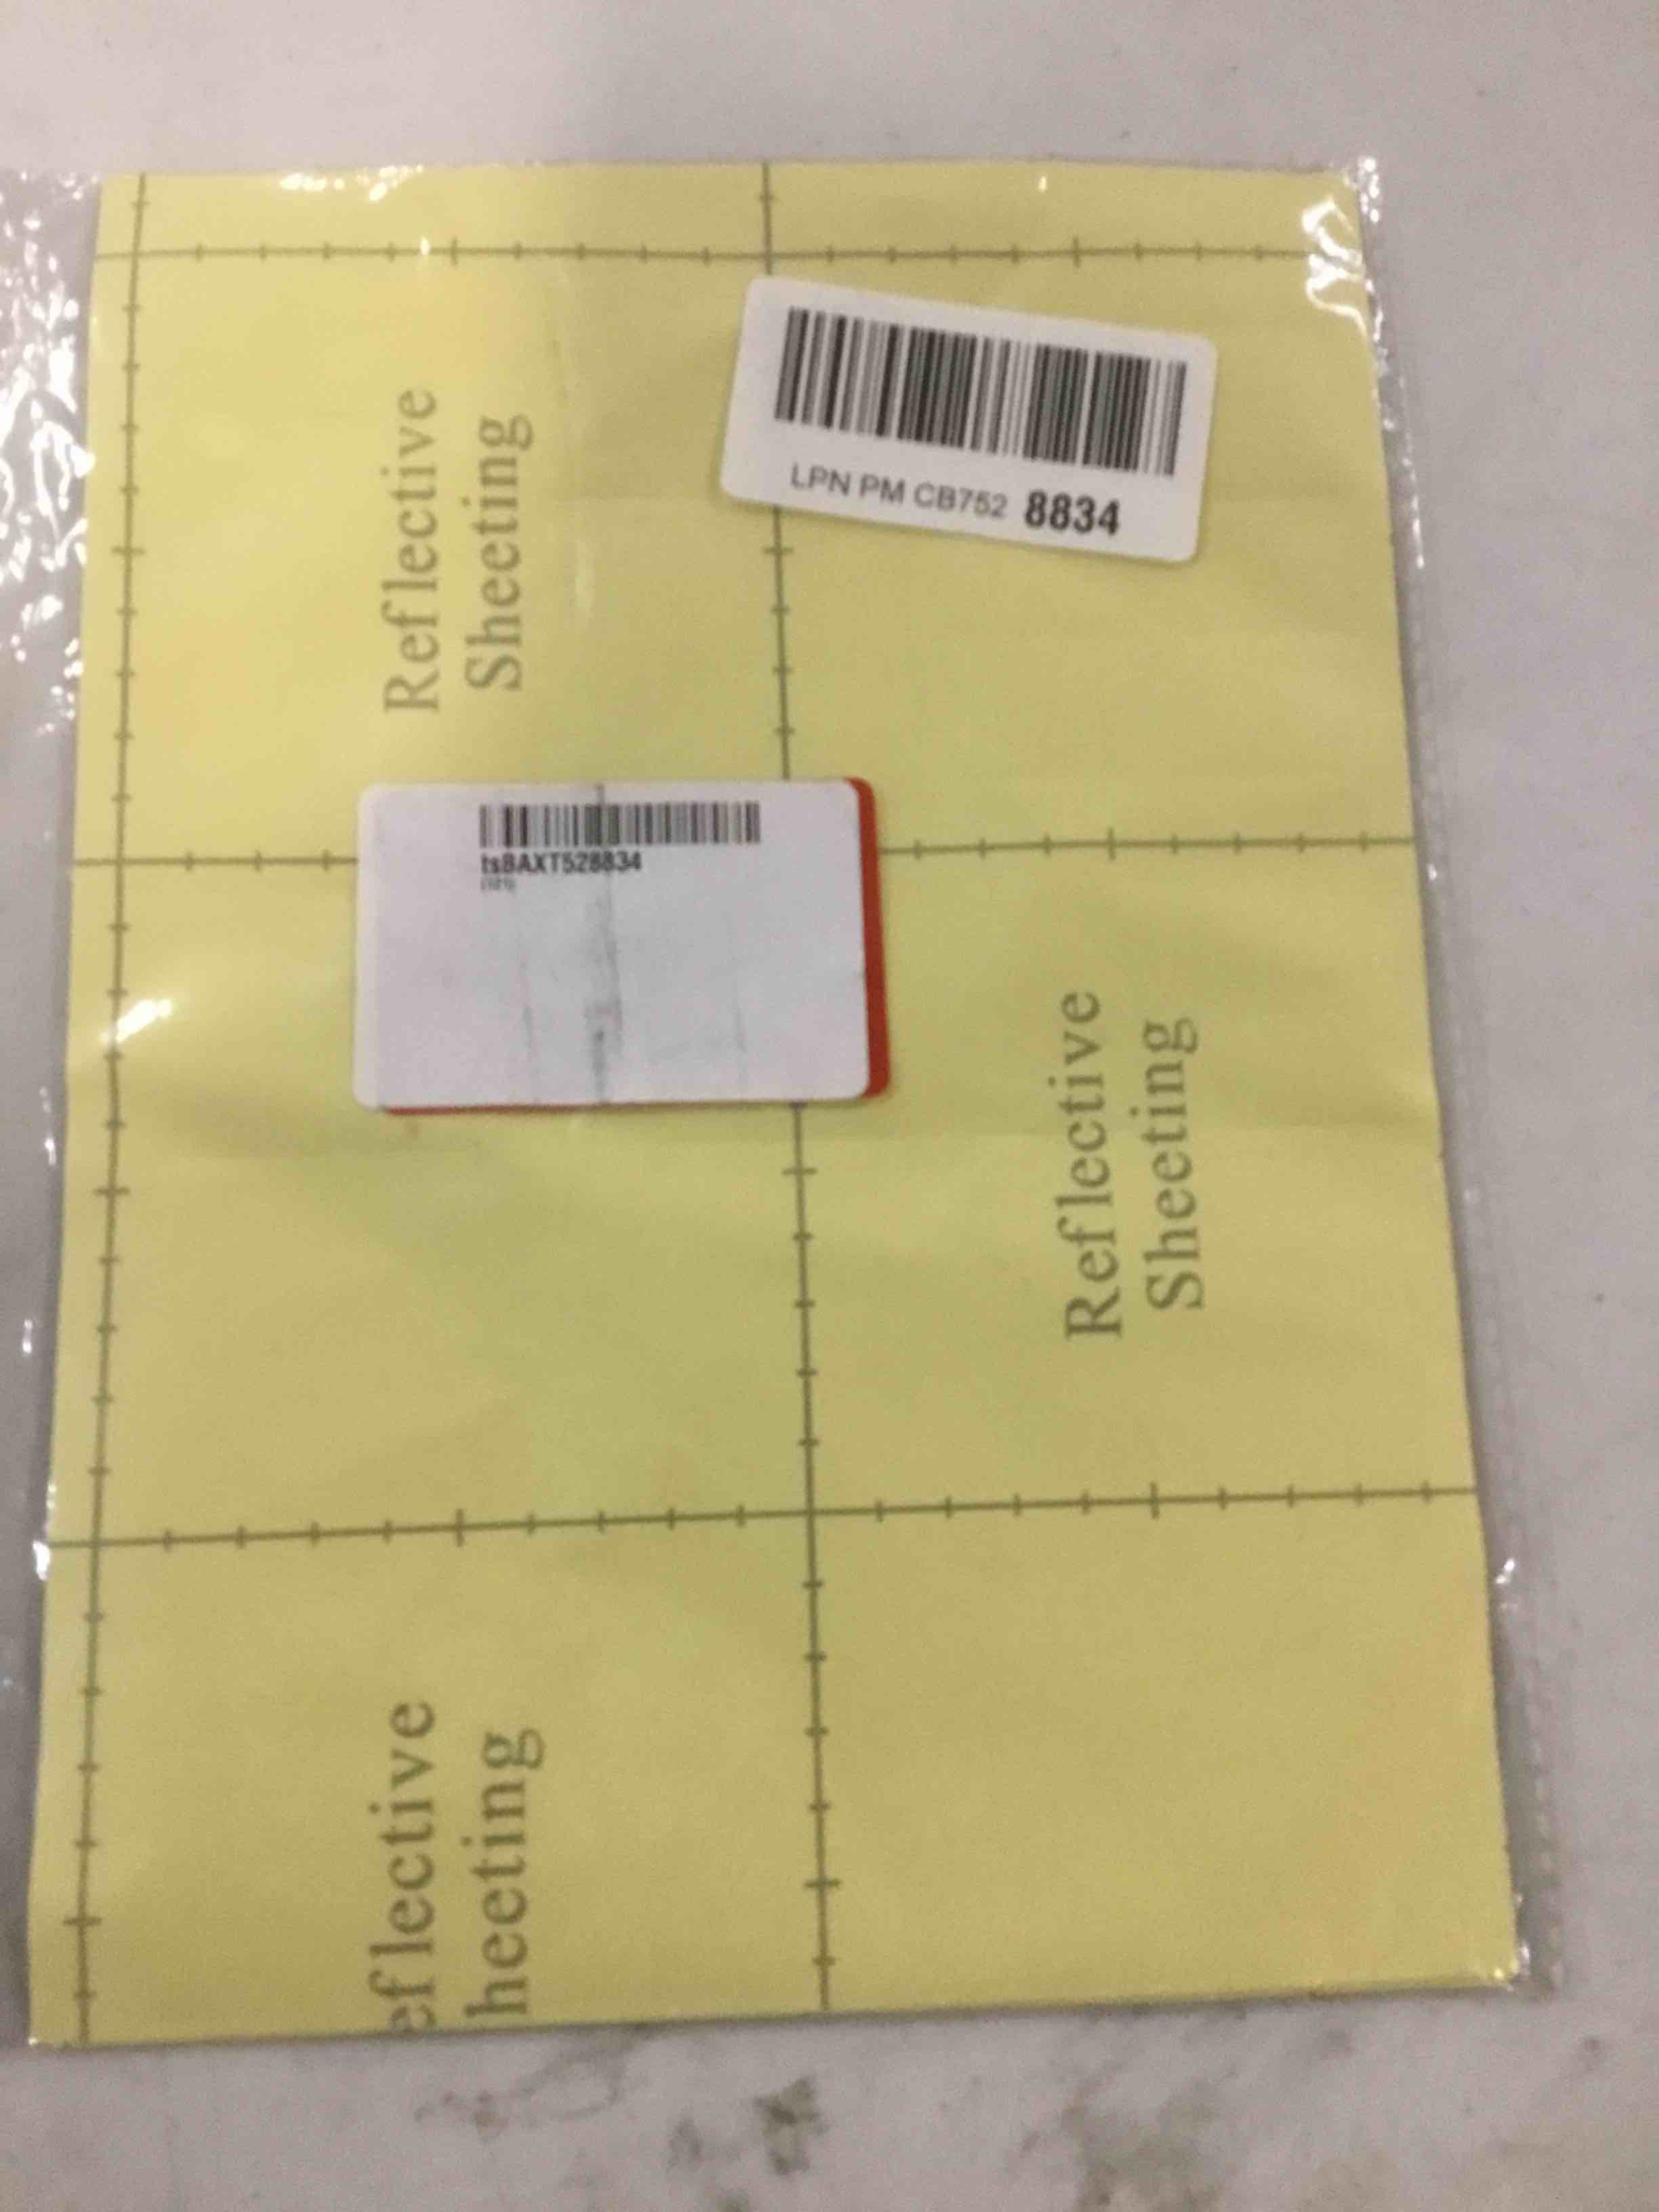 Reflective
Sheeting
LPN PM CB752 8834
tsBAXT528834
Reflective
Sheeting
eflective
heeting